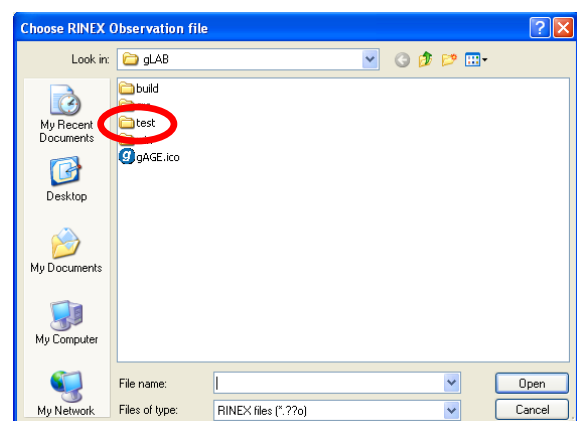 Choose RINEX Observation file
Look in:
gLAB
build
test
gAGE.ico
My Recent
Documents
Desktop
My Documents
My Computer
My Network
File name:
Open
Files of type:
RINEX files (*.??o)
Cancel